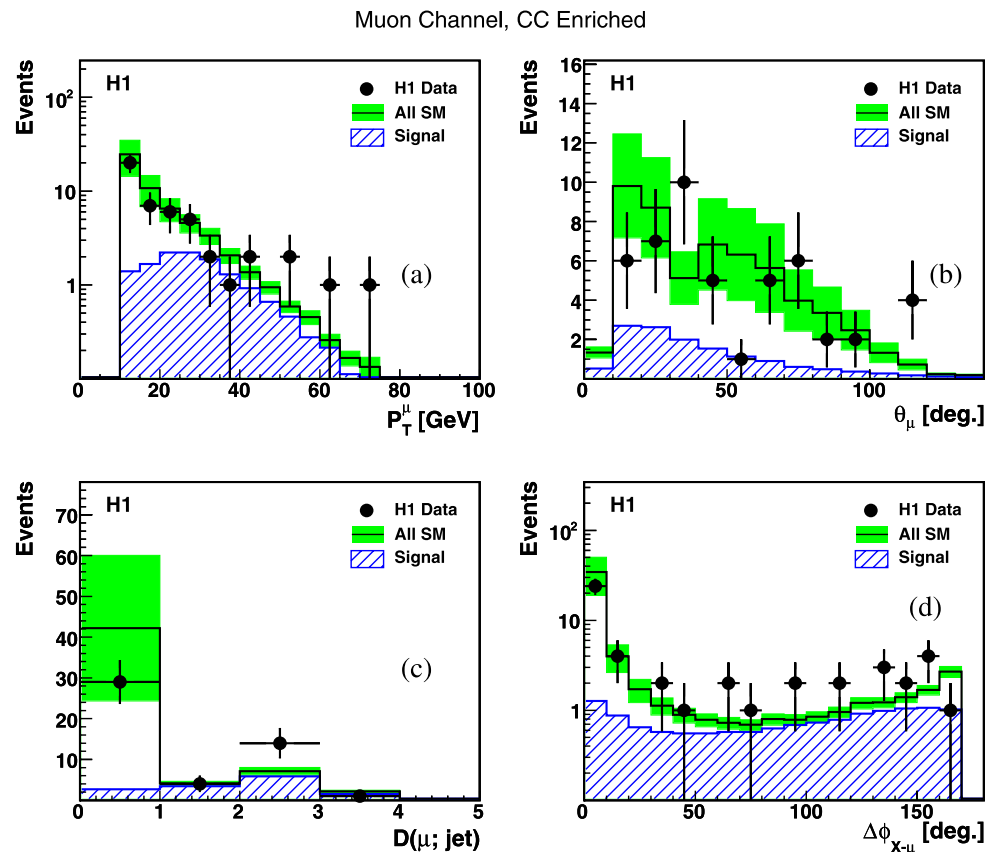 Muon Channel, CC Enriched
Events
10²
10
1
H1
H1 Data
All SM
Signal
(a)
0 20 40 60 80 100
P_T^μ [GeV]
Events
16
14
12
10
8
6
4
2
H1
H1 Data
All SM
Signal
(b)
50 100
θ_μ [deg.]
Events
70
60
50
40
30
20
10
H1
H1 Data
All SM
Signal
(c)
0 1 2 3 4 5
D(μ; jet)
Events
10²
10
1
H1
H1 Data
All SM
Signal
(d)
0 50 100 150
Δϕ_X-μ [deg.]